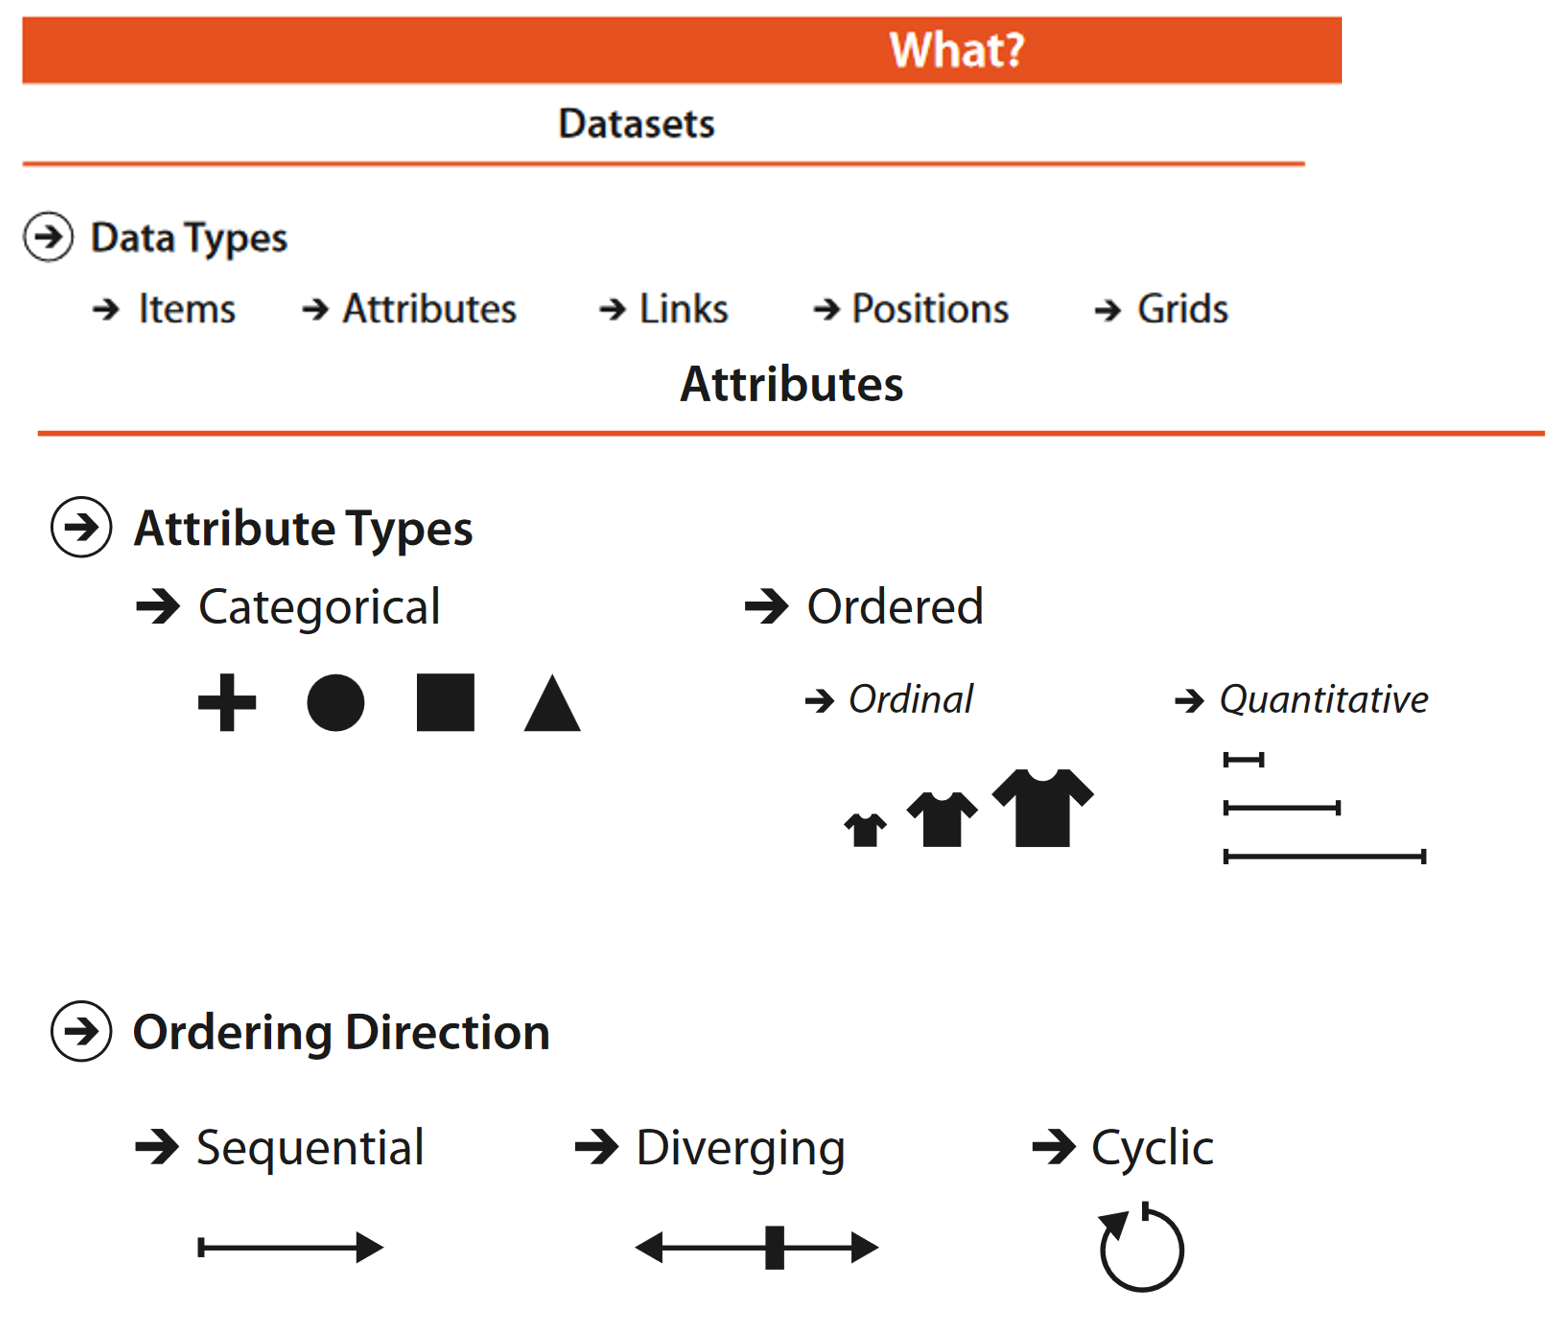 What?
Datasets
Data Types
Items Attributes Links Positions Grids
Attributes
Attribute Types
Categorical Ordered
Ordinal Quantitative
Ordering Direction
Sequential Diverging Cyclic